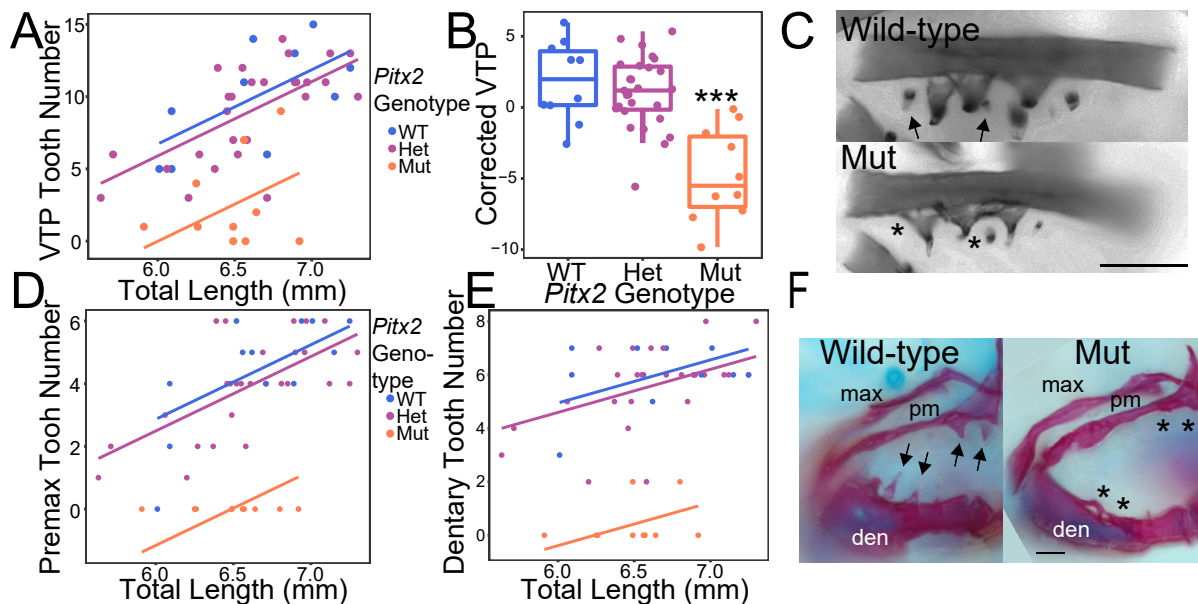 A
VTP Tooth Number
15
10
5
0
6.0 6.5 7.0
Total Length (mm)
Pitx2
Genotype
WT
Het
Mut
B
Corrected VTP
5
0
−5
−10
***
WT Het Mut
Pitx2 Genotype
C
Wild-type
Mut
* *
D
Premax Tooth Number
6
4
2
0
6.0 6.5 7.0
Total Length (mm)
Pitx2
Geno-
type
WT
Het
Mut
E
Dentary Tooth Number
8
6
4
2
0
6.0 6.5 7.0
Total Length (mm)
F
Wild-type
max
pm
den
Mut
max
pm
* *
* *
den